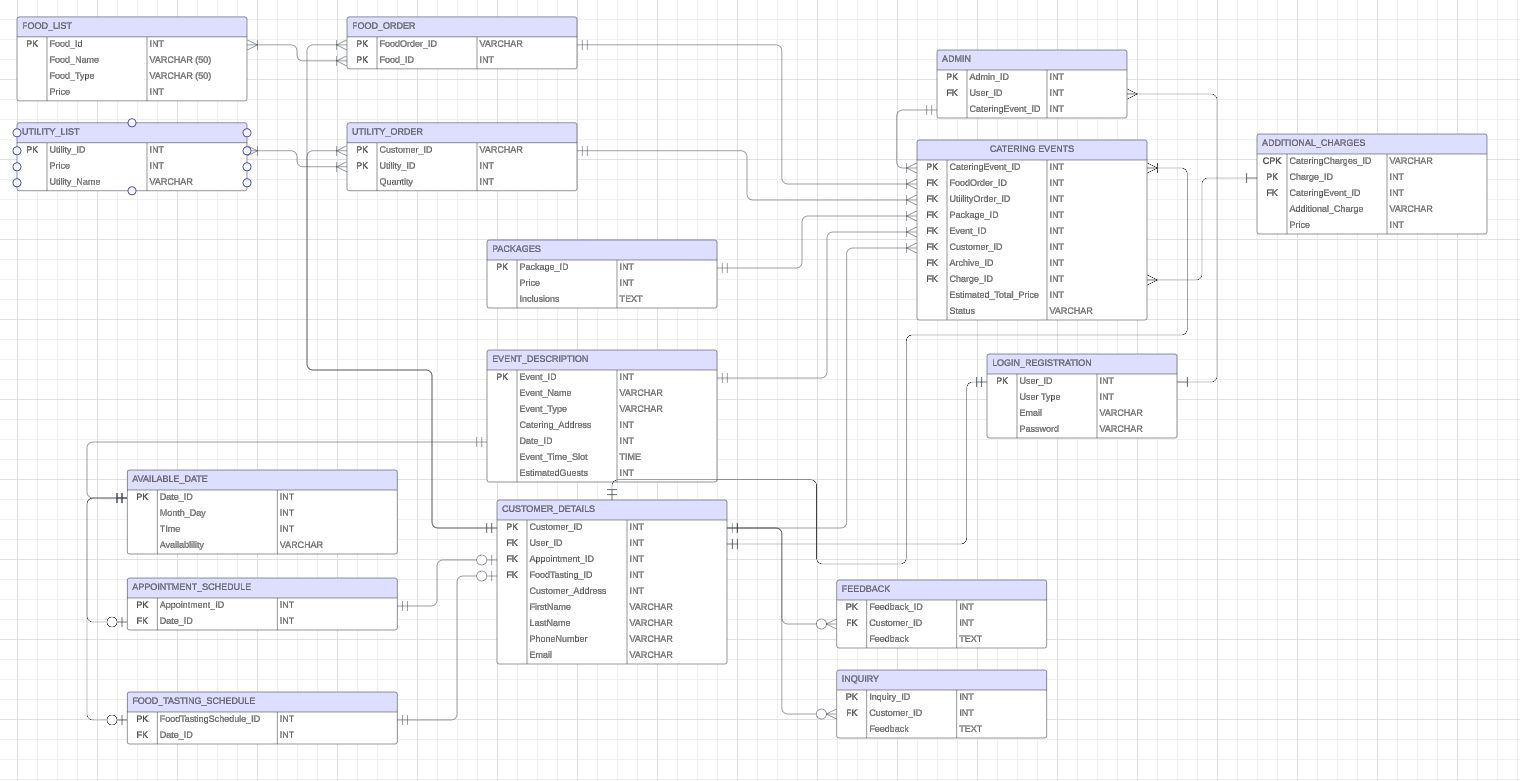 FOOD_LIST
PK Food_Id INT
Food_Name VARCHAR (50)
Food_Type VARCHAR (50)
Price INT
FOOD_ORDER
PK FoodOrder_ID VARCHAR
PK Food_ID INT
UTILITY_LIST
PK Utility_ID INT
Price INT
Utility_Name VARCHAR
UTILITY_ORDER
PK Customer_ID VARCHAR
PK Utility_ID INT
Quantity INT
ADMIN
PK Admin_ID INT
FK User_ID INT
CateringEvent_ID INT
CATERING EVENTS
PK CateringEvent_ID INT
FK FoodOrder_ID INT
FK UtilityOrder_ID INT
FK Package_ID INT
FK Event_ID INT
FK Customer_ID INT
FK Archive_ID INT
FK Charge_ID INT
Estimated_Total_Price INT
Status VARCHAR
ADDITIONAL_CHARGES
CPK CateringCharges_ID VARCHAR
PK Charge_ID INT
FK CateringEvent_ID INT
Additional_Charge VARCHAR
Price INT
PACKAGES
PK Package_ID INT
Price INT
Inclusions TEXT
EVENT_DESCRIPTION
PK Event_ID INT
Event_Name VARCHAR
Event_Type VARCHAR
Catering_Address INT
Date_ID INT
Event_Time_Slot TIME
EstimatedGuests INT
LOGIN_REGISTRATION
PK User_ID INT
User Type INT
Email VARCHAR
Password VARCHAR
AVAILABLE_DATE
PK Date_ID INT
Month_Day INT
TIme INT
Availablility VARCHAR
CUSTOMER_DETAILS
PK Customer_ID INT
FK User_ID INT
FK Appointment_ID INT
FK FoodTasting_ID INT
Customer_Address INT
FirstName VARCHAR
LastName VARCHAR
PhoneNumber VARCHAR
Email VARCHAR
APPOINTMENT_SCHEDULE
PK Appointment_ID INT
FK Date_ID INT
FEEDBACK
PK Feedback_ID INT
FK Customer_ID INT
Feedback TEXT
FOOD_TASTING_SCHEDULE
PK FoodTastingSchedule_ID INT
FK Date_ID INT
INQUIRY
PK Inquiry_ID INT
FK Customer_ID INT
Feedback TEXT